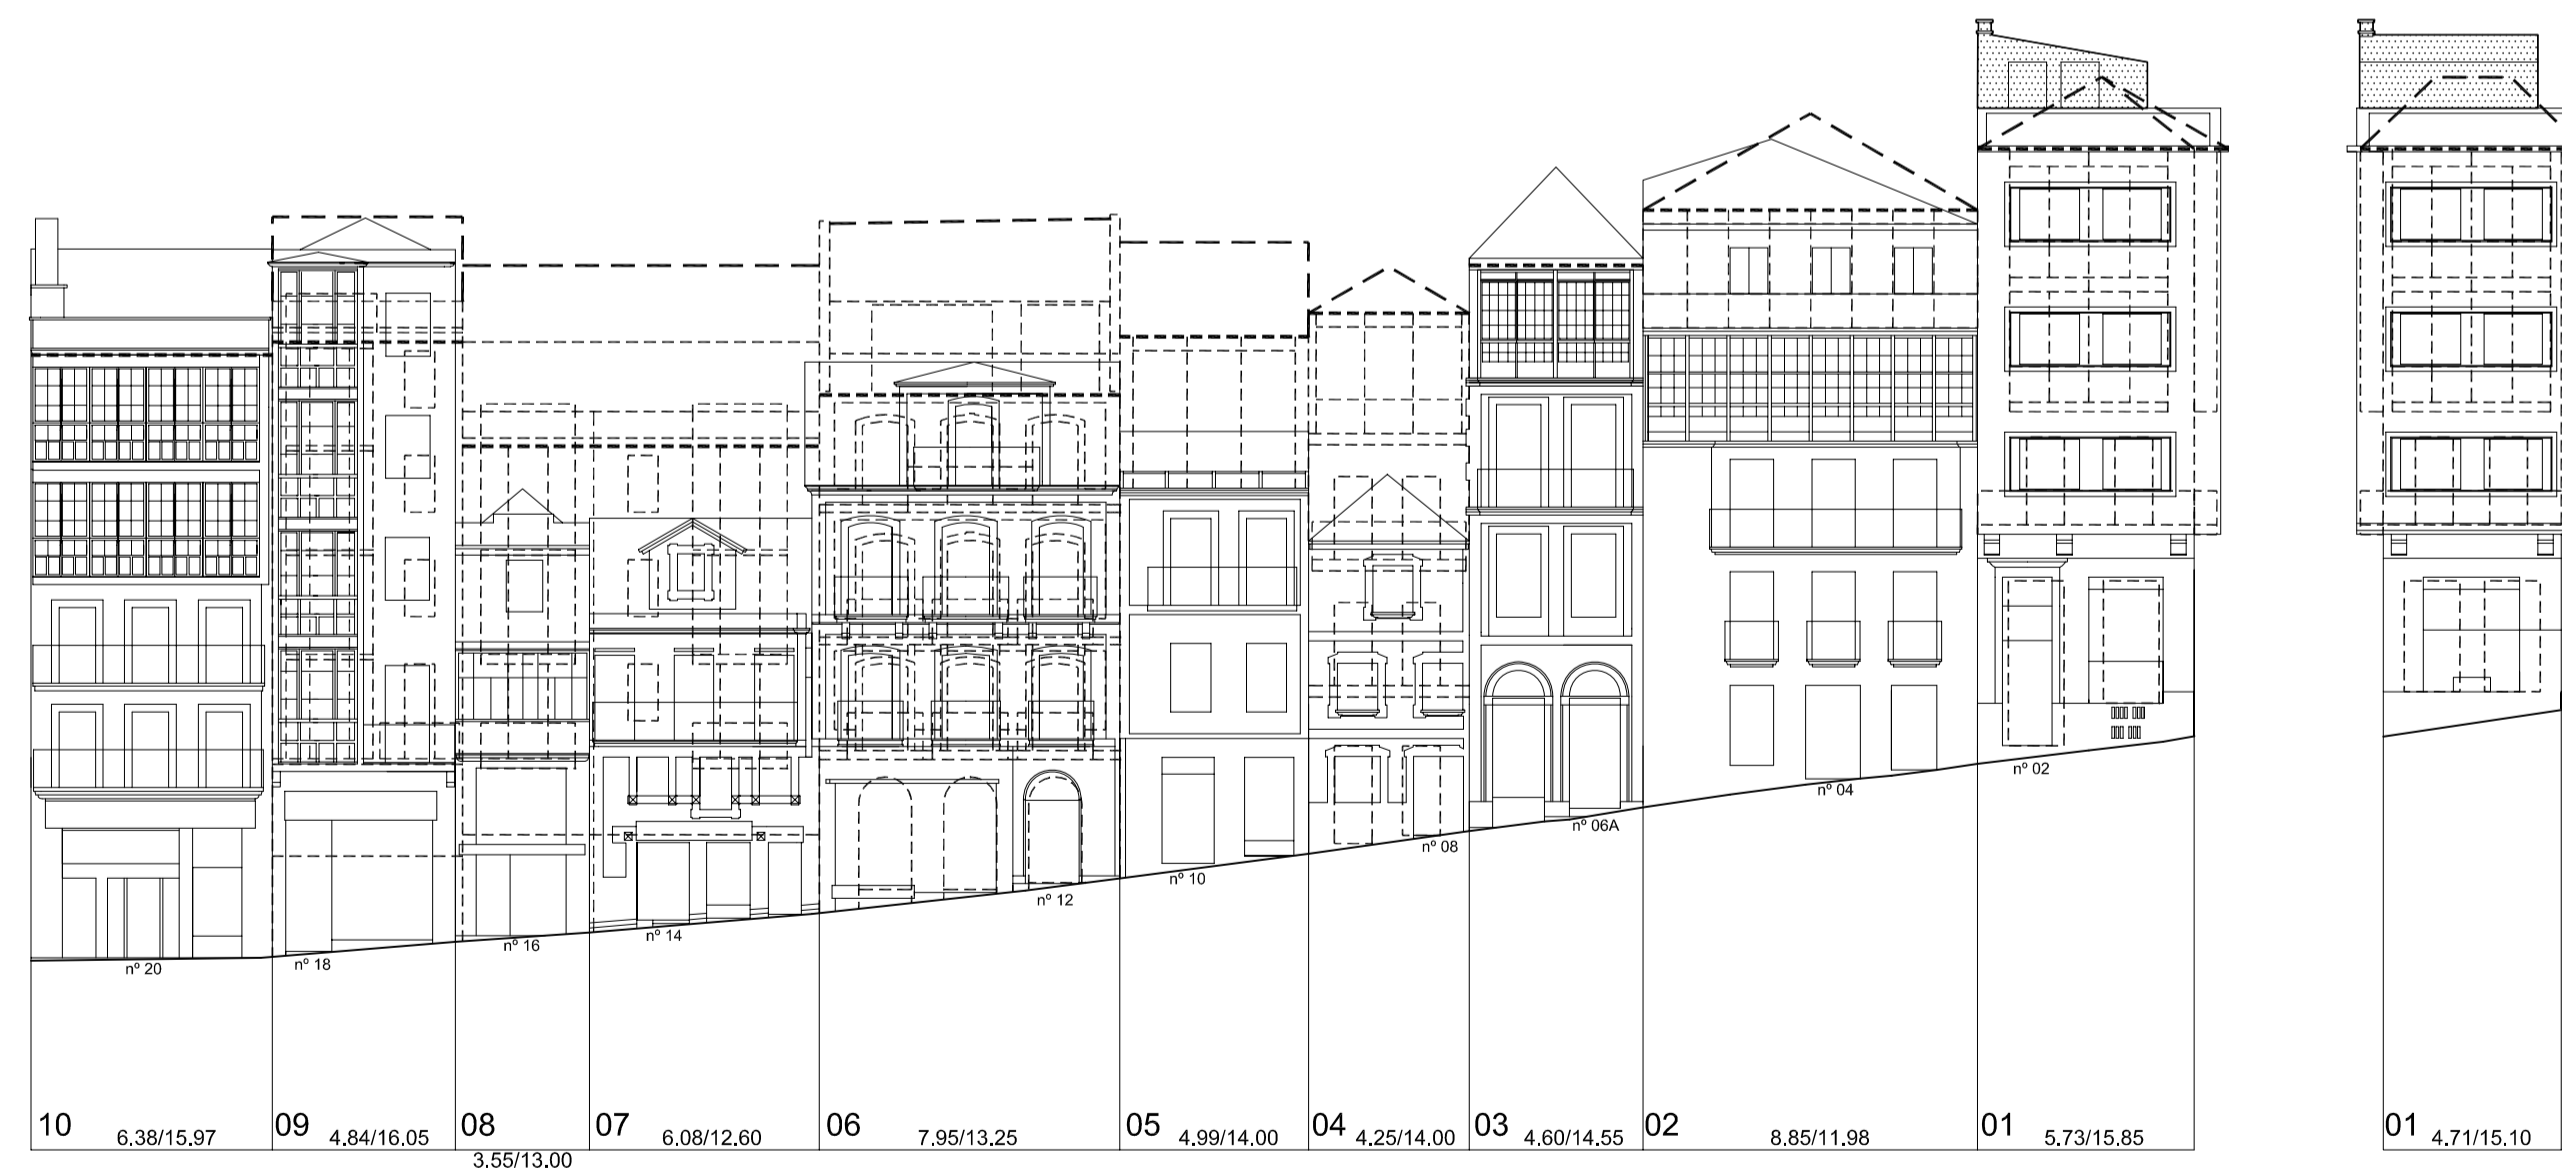 nº 20
nº 18
nº 16
nº 14
nº 12
nº 10
nº 08
nº 06A
nº 04
nº 02
10 6.38/15.97
09 4.84/16.05
08 3.55/13.00
07 6.08/12.60
06 7.95/13.25
05 4.99/14.00
04 4.25/14.00
03 4.60/14.55
02 8.85/11.98
01 5.73/15.85
01 4.71/15.10